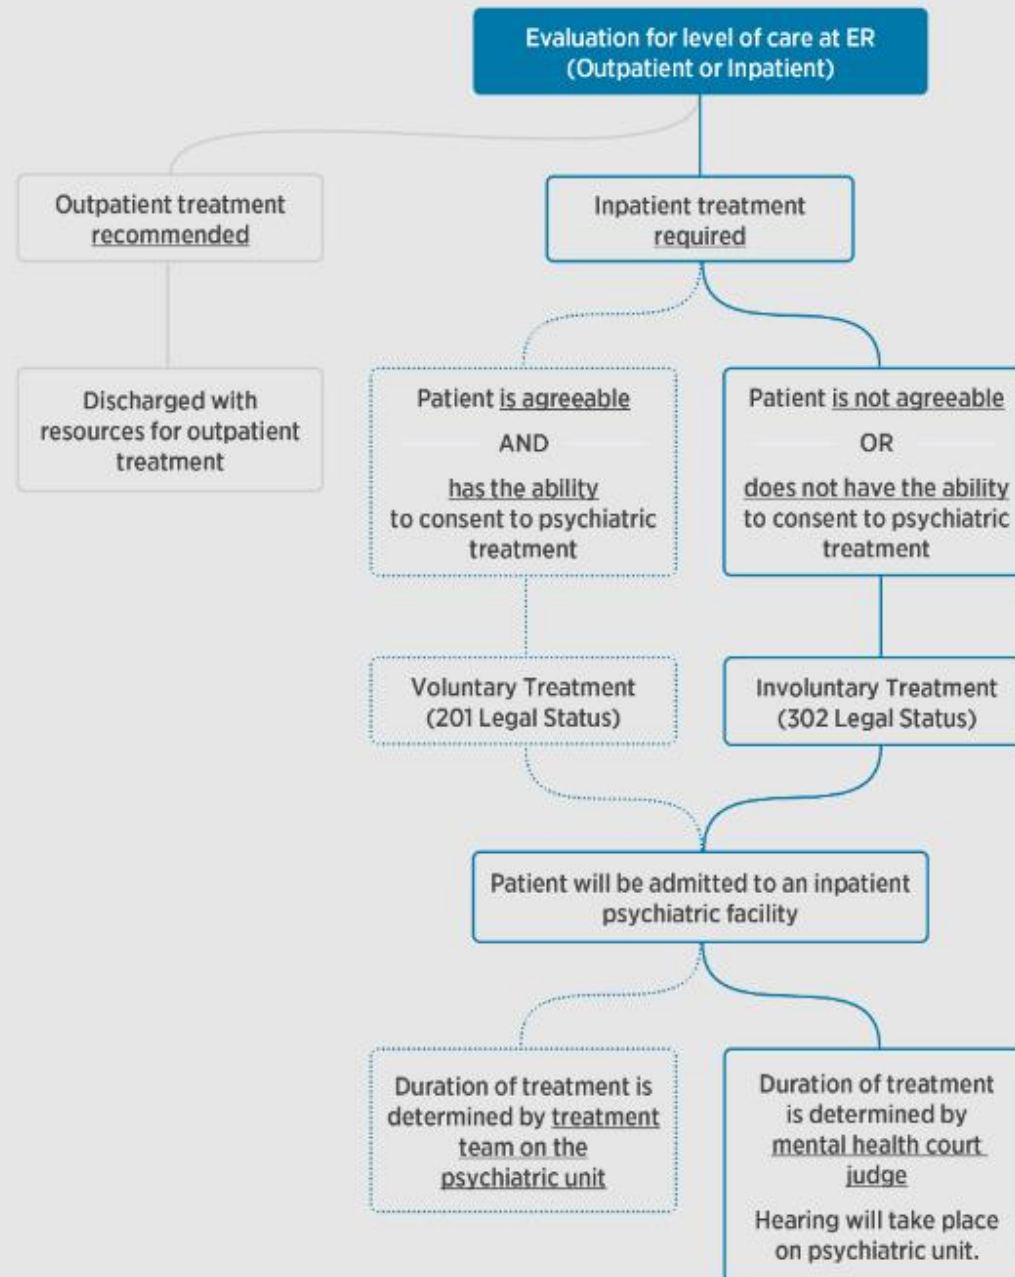 Evaluation for level of care at ER
(Outpatient or Inpatient)
Outpatient treatment
recommended
Inpatient treatment
required
Discharged with
resources for outpatient
treatment
Patient is agreeable
AND
has the ability
to consent to psychiatric
treatment
Patient is not agreeable
OR
does not have the ability
to consent to psychiatric
treatment
Voluntary Treatment
(201 Legal Status)
Involuntary Treatment
(302 Legal Status)
Patient will be admitted to an inpatient
psychiatric facility
Duration of treatment is
determined by treatment
team on the
psychiatric unit
Duration of treatment
is determined by
mental health court
judge
Hearing will take place
on psychiatric unit.